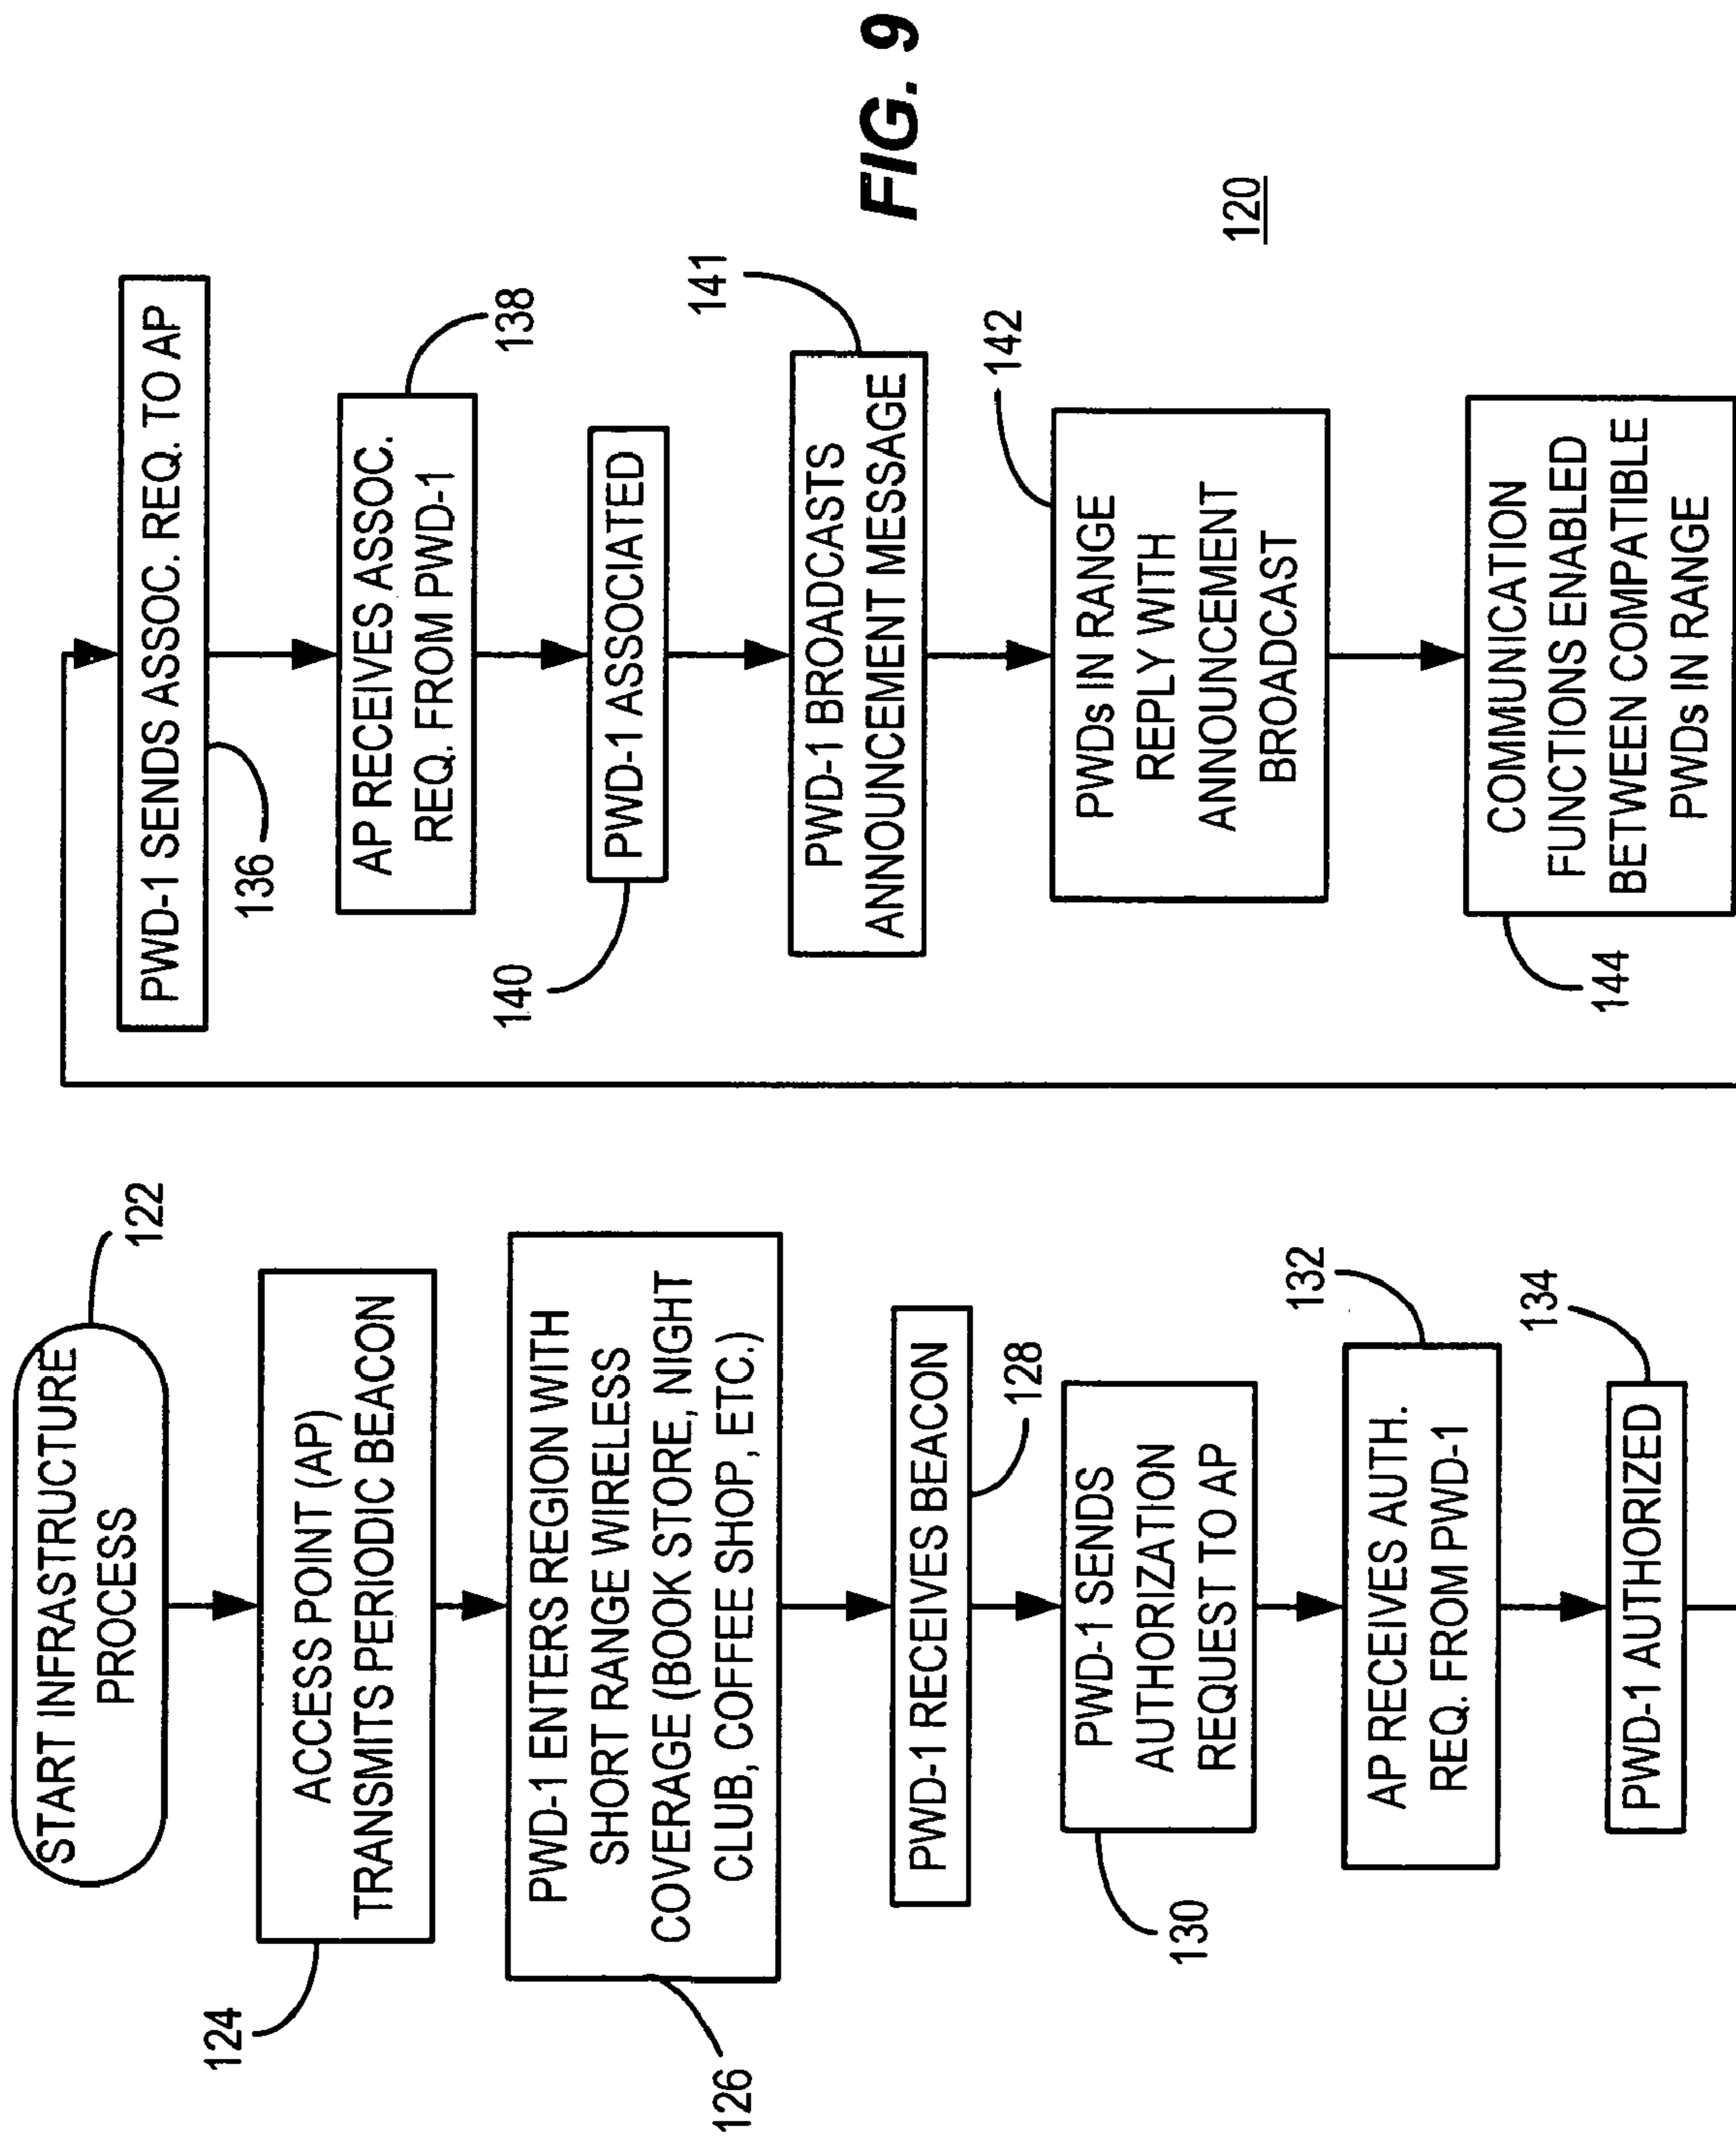 START INFRASTRUCTURE
PROCESS
122
ACCESS POINT (AP)
TRANSMITS PERIODIC BEACON
124
PWD-1 ENTERS REGION WITH
SHORT RANGE WIRELESS
COVERAGE (BOOK STORE, NIGHT
CLUB, COFFEE SHOP, ETC.)
126
PWD-1 RECEIVES BEACON
128
PWD-1 SENDS
AUTHORIZATION
REQUEST TO AP
130
AP RECEIVES AUTH.
REQ. FROM PWD-1
132
PWD-1 AUTHORIZED
134
PWD-1 SENDS ASSOC. REQ. TO AP
136
AP RECEIVES ASSOC.
REQ. FROM PWD-1
138
PWD-1 ASSOCIATED
140
PWD-1 BROADCASTS
ANNOUNCEMENT MESSAGE
141
PWDs IN RANGE
REPLY WITH
ANNOUNCEMENT
BROADCAST
142
COMMUNICATION
FUNCTIONS ENABLED
BETWEEN COMPATIBLE
PWDs IN RANGE
144
120
FIG. 9